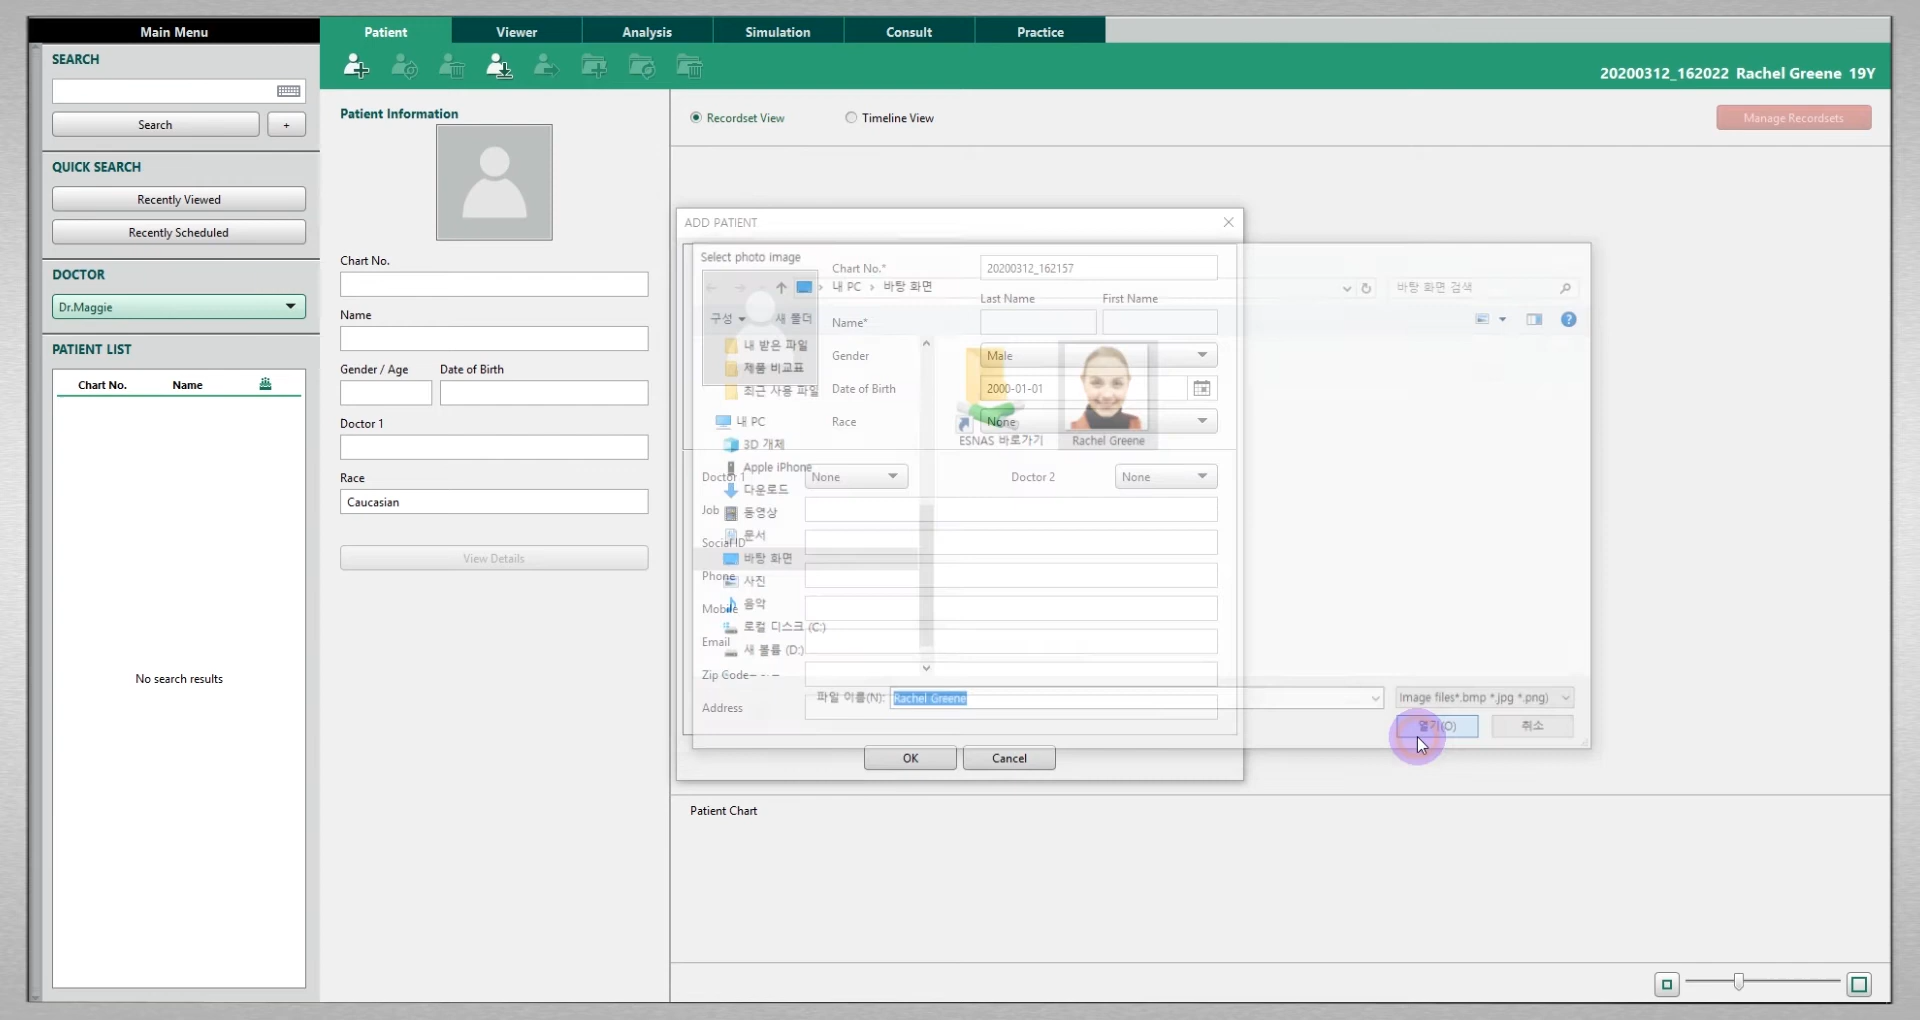 Main Menu
Patient
Viewer
Analysis
Simulation
Consult
Practice
20200312_162022 Rachel Greene 19Y
SEARCH
Search
+
QUICK SEARCH
Recently Viewed
Recently Scheduled
DOCTOR
Dr.Maggie
PATIENT LIST
Chart No.
Name
No search results
Patient Information
Chart No.
Name
Gender / Age
Date of Birth
Doctor 1
Race
Caucasian
View Details
Recordset View
Timeline View
Manage Recordsets
ADD PATIENT
Select photo image
Chart No.*
20200312_162157
내 PC > 바탕 화면
바탕 화면 검색
Last Name
First Name
구성
새 폴더
Name*
내 받은 파일
제품 비교표
최근 사용 파일
Gender
Male
Date of Birth
2000-01-01
Race
None
ESNAS 바로가기
Rachel Greene
내 PC
3D 개체
Apple iPhone
다운로드
동영상
문서
바탕 화면
사진
음악
로컬 디스크 (C:)
새 볼륨 (D:)
Doctor 1
None
Doctor 2
None
Job
Social ID
Phone
Mobile
Email
Zip Code
Address
파일 이름(N):
Rachel Greene
Image files*.bmp *.jpg *.png)
열기(O)
취소
OK
Cancel
Patient Chart